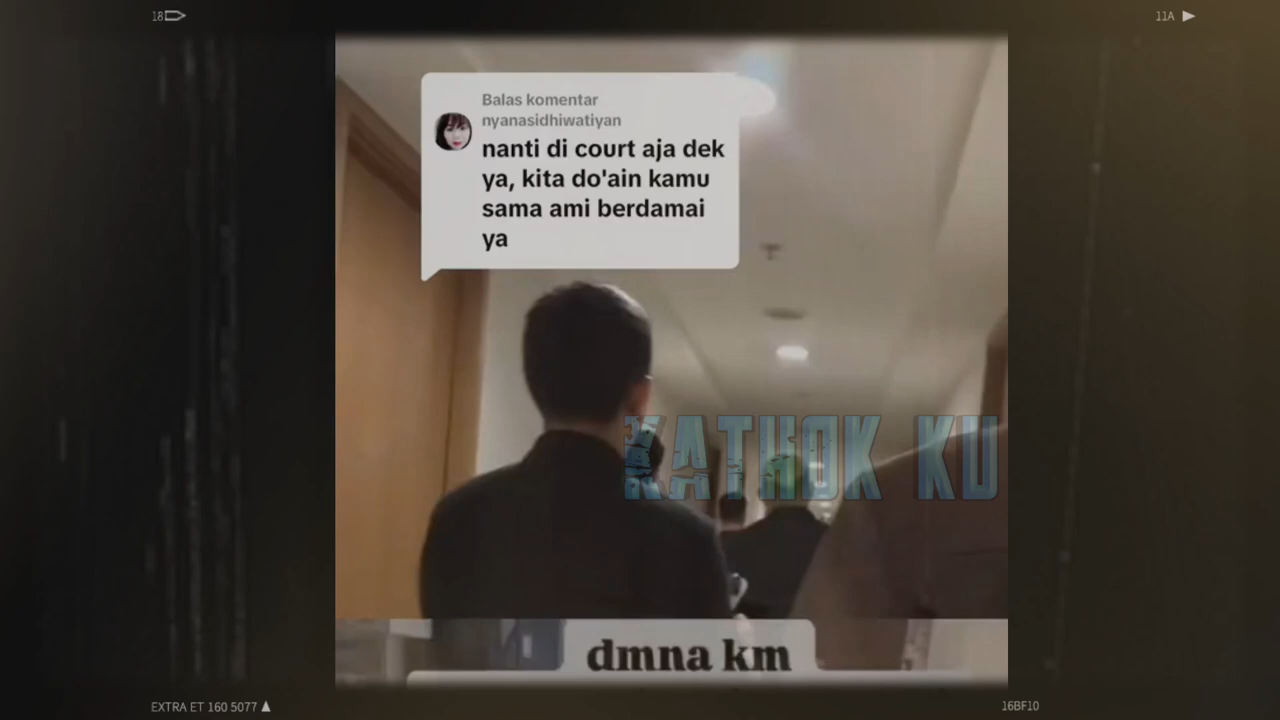 18
11A
Balas komentar
nyanasidhiwatiyan
nanti di court aja dek
ya, kita do'ain kamu
sama ami berdamai
ya
KATHOK KU
dmna km
EXTRA ET 160 5077
16BF10